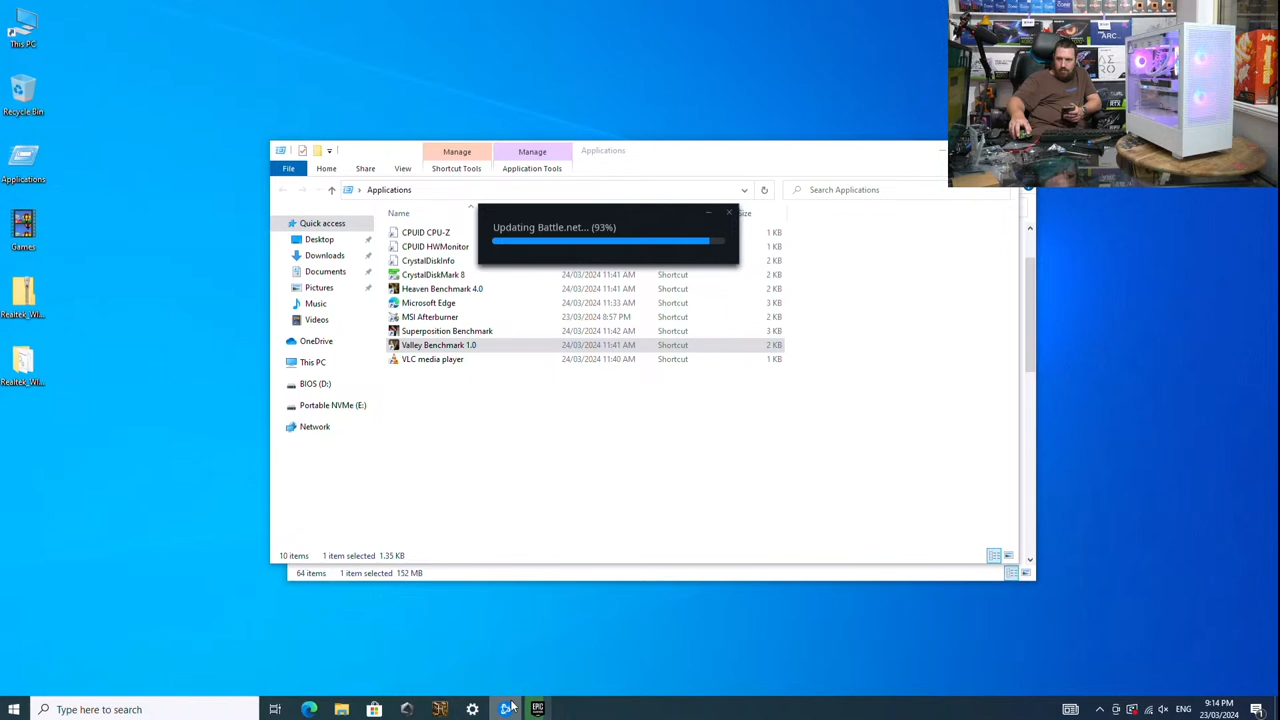 This PC
Recycle Bin
Applications
Games
Realtek_Wi...
Realtek_Wi...
Manage
Manage
Applications
File
Home
Share
View
Shortcut Tools
Application Tools
Applications
Search Applications
Name
Size
Updating Battle.net... (93%)
CPUID CPU-Z
1 KB
CPUID HWMonitor
1 KB
CrystalDiskInfo
2 KB
CrystalDiskMark 8
24/03/2024 11:41 AM
Shortcut
2 KB
Heaven Benchmark 4.0
24/03/2024 11:41 AM
Shortcut
2 KB
Microsoft Edge
24/03/2024 11:33 AM
Shortcut
3 KB
MSI Afterburner
23/03/2024 8:57 PM
Shortcut
2 KB
Superposition Benchmark
24/03/2024 11:42 AM
Shortcut
3 KB
Valley Benchmark 1.0
24/03/2024 11:41 AM
Shortcut
2 KB
VLC media player
24/03/2024 11:40 AM
Shortcut
1 KB
Quick access
Desktop
Downloads
Documents
Pictures
Music
Videos
OneDrive
This PC
BIOS (D:)
Portable NVMe (E:)
Network
10 items
1 item selected 1.35 KB
64 items
1 item selected 152 MB
Type here to search
EPIC
ENG
9:14 PM
23/03/2024
1
ARC